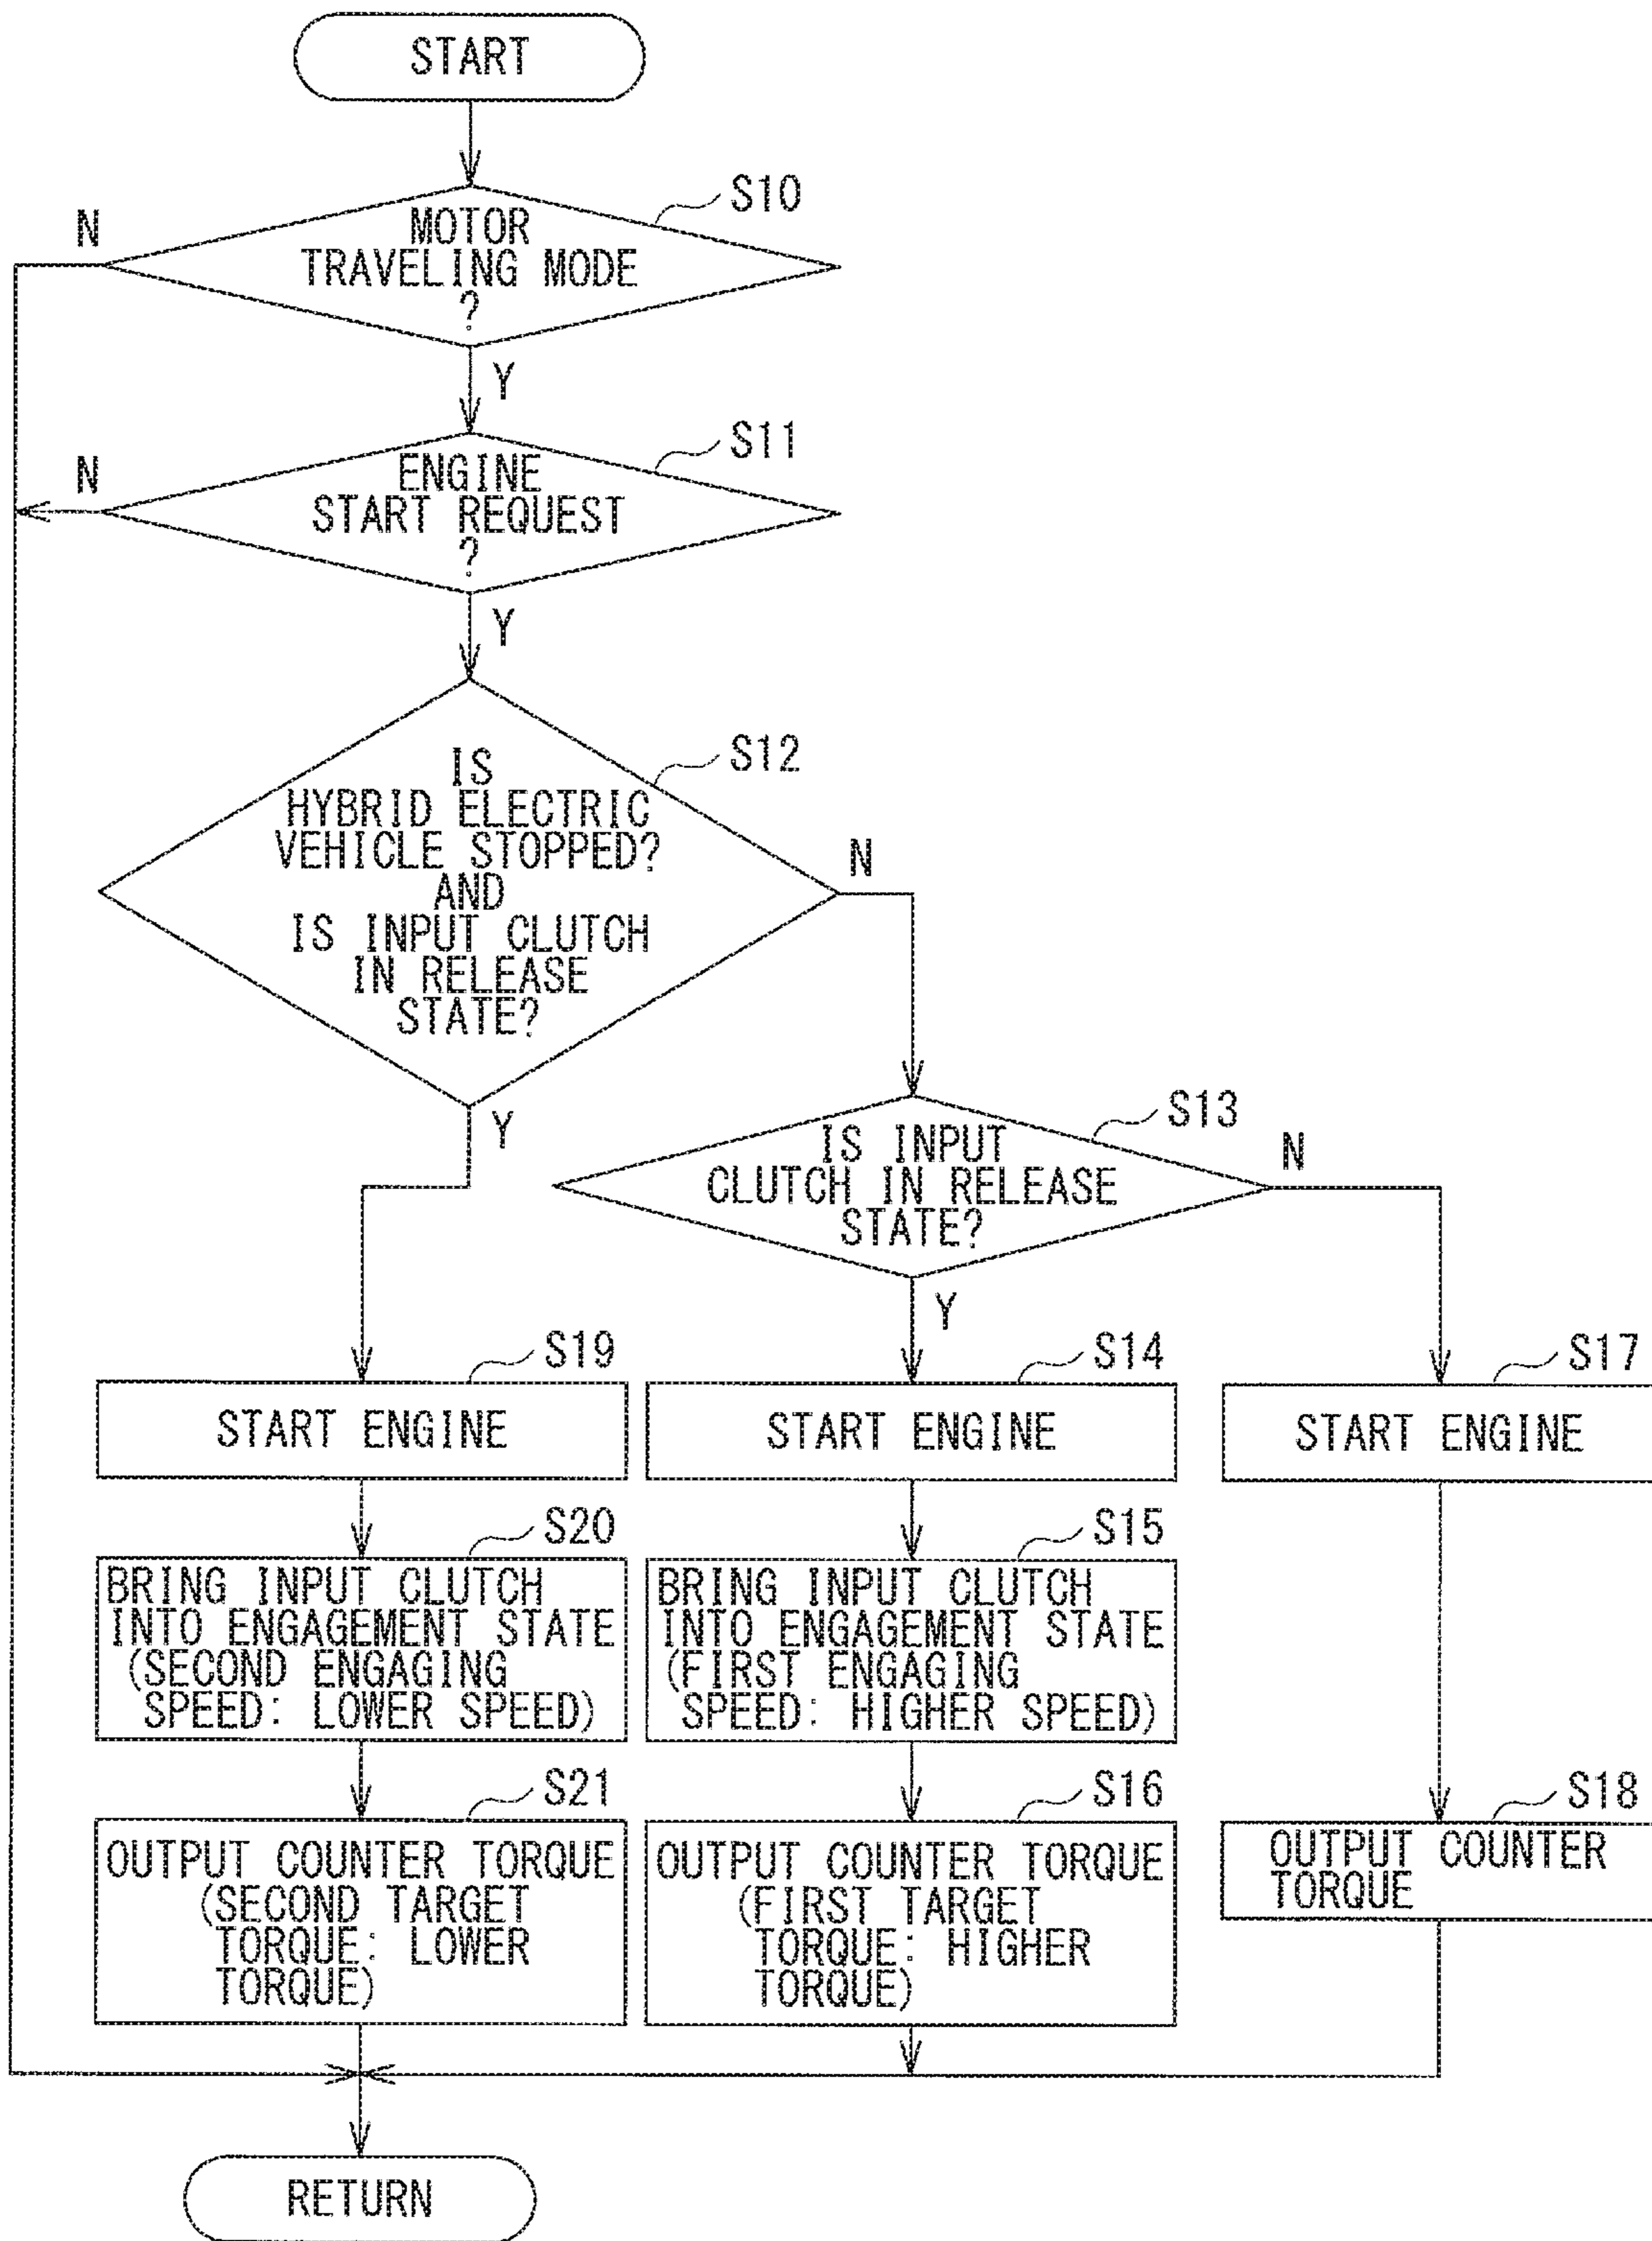 START
S10
N
MOTOR
TRAVELING MODE
?
Y
S11
N
ENGINE
START REQUEST
?
Y
S12
IS
HYBRID ELECTRIC
VEHICLE STOPPED?
AND
IS INPUT CLUTCH
IN RELEASE
STATE?
N
Y
S13
IS INPUT
CLUTCH IN RELEASE
STATE?
N
Y
S19
START ENGINE
S14
START ENGINE
S17
START ENGINE
S20
BRING INPUT CLUTCH
INTO ENGAGEMENT STATE
(SECOND ENGAGING
SPEED: LOWER SPEED)
S15
BRING INPUT CLUTCH
INTO ENGAGEMENT STATE
(FIRST ENGAGING
SPEED: HIGHER SPEED)
S21
OUTPUT COUNTER TORQUE
(SECOND TARGET
TORQUE: LOWER
TORQUE)
S16
OUTPUT COUNTER TORQUE
(FIRST TARGET
TORQUE: HIGHER
TORQUE)
S18
OUTPUT COUNTER
TORQUE
RETURN